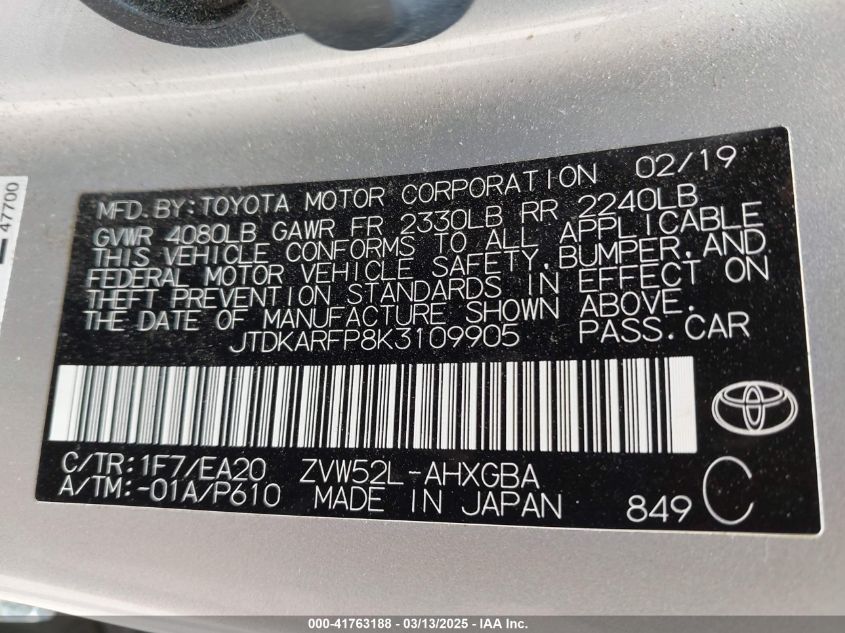 47700
MFD.BY:TOYOTA MOTOR CORPORATION 02/19
GVWR 4080LB GAWR FR 2330LB RR 2240LB
THIS VEHICLE CONFORMS TO ALL APPLICABLE
FEDERAL MOTOR VEHICLE SAFETY,BUMPER,AND
THEFT PREVENTION STANDARDS IN EFFECT ON
THE DATE OF MANUFACTURE SHOWN ABOVE.
JTDKARFP8K3109905 PASS.CAR
C/TR:1F7/EA20 ZVW52L-AHXGBA
A/TM:-01A/P610 MADE IN JAPAN 849 C
000-41763188 - 03/13/2025 - IAA Inc.